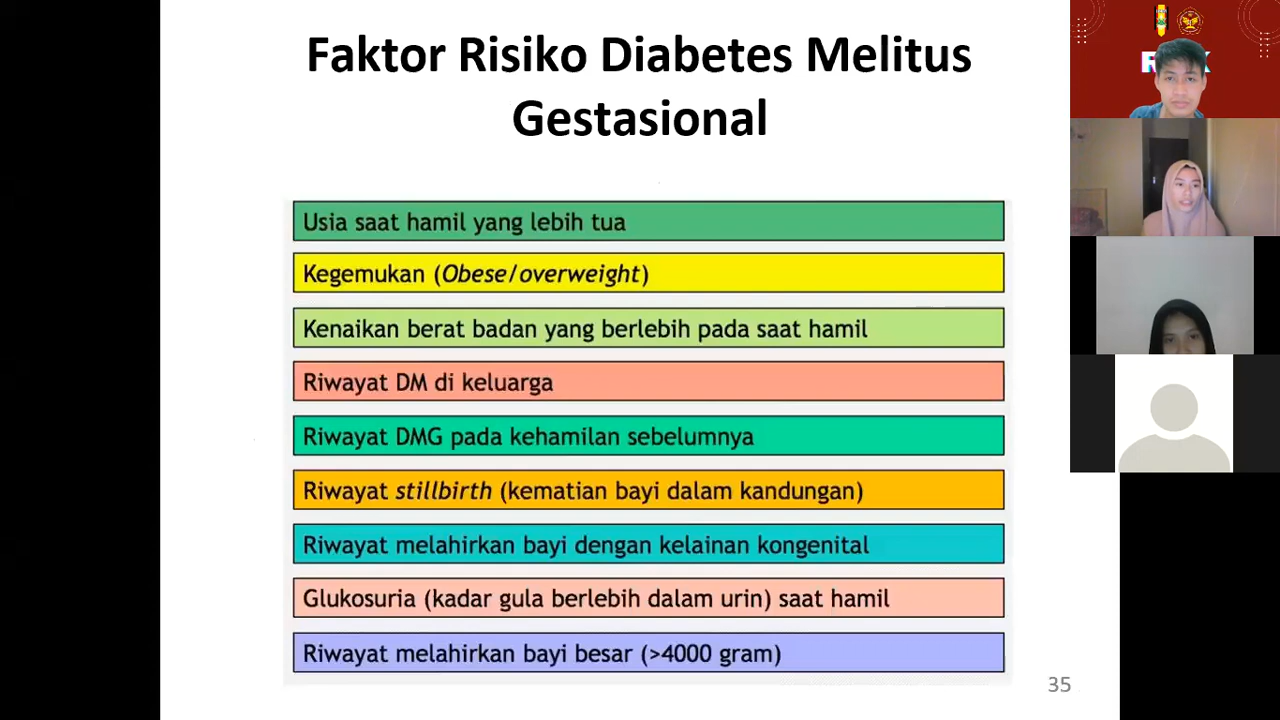 Faktor Risiko Diabetes Melitus
Gestasional
Usia saat hamil yang lebih tua
Kegemukan (Obese/overweight)
Kenaikan berat badan yang berlebih pada saat hamil
Riwayat DM di keluarga
Riwayat DMG pada kehamilan sebelumnya
Riwayat stillbirth (kematian bayi dalam kandungan)
Riwayat melahirkan bayi dengan kelainan kongenital
Glukosuria (kadar gula berlebih dalam urin) saat hamil
Riwayat melahirkan bayi besar (>4000 gram)
35